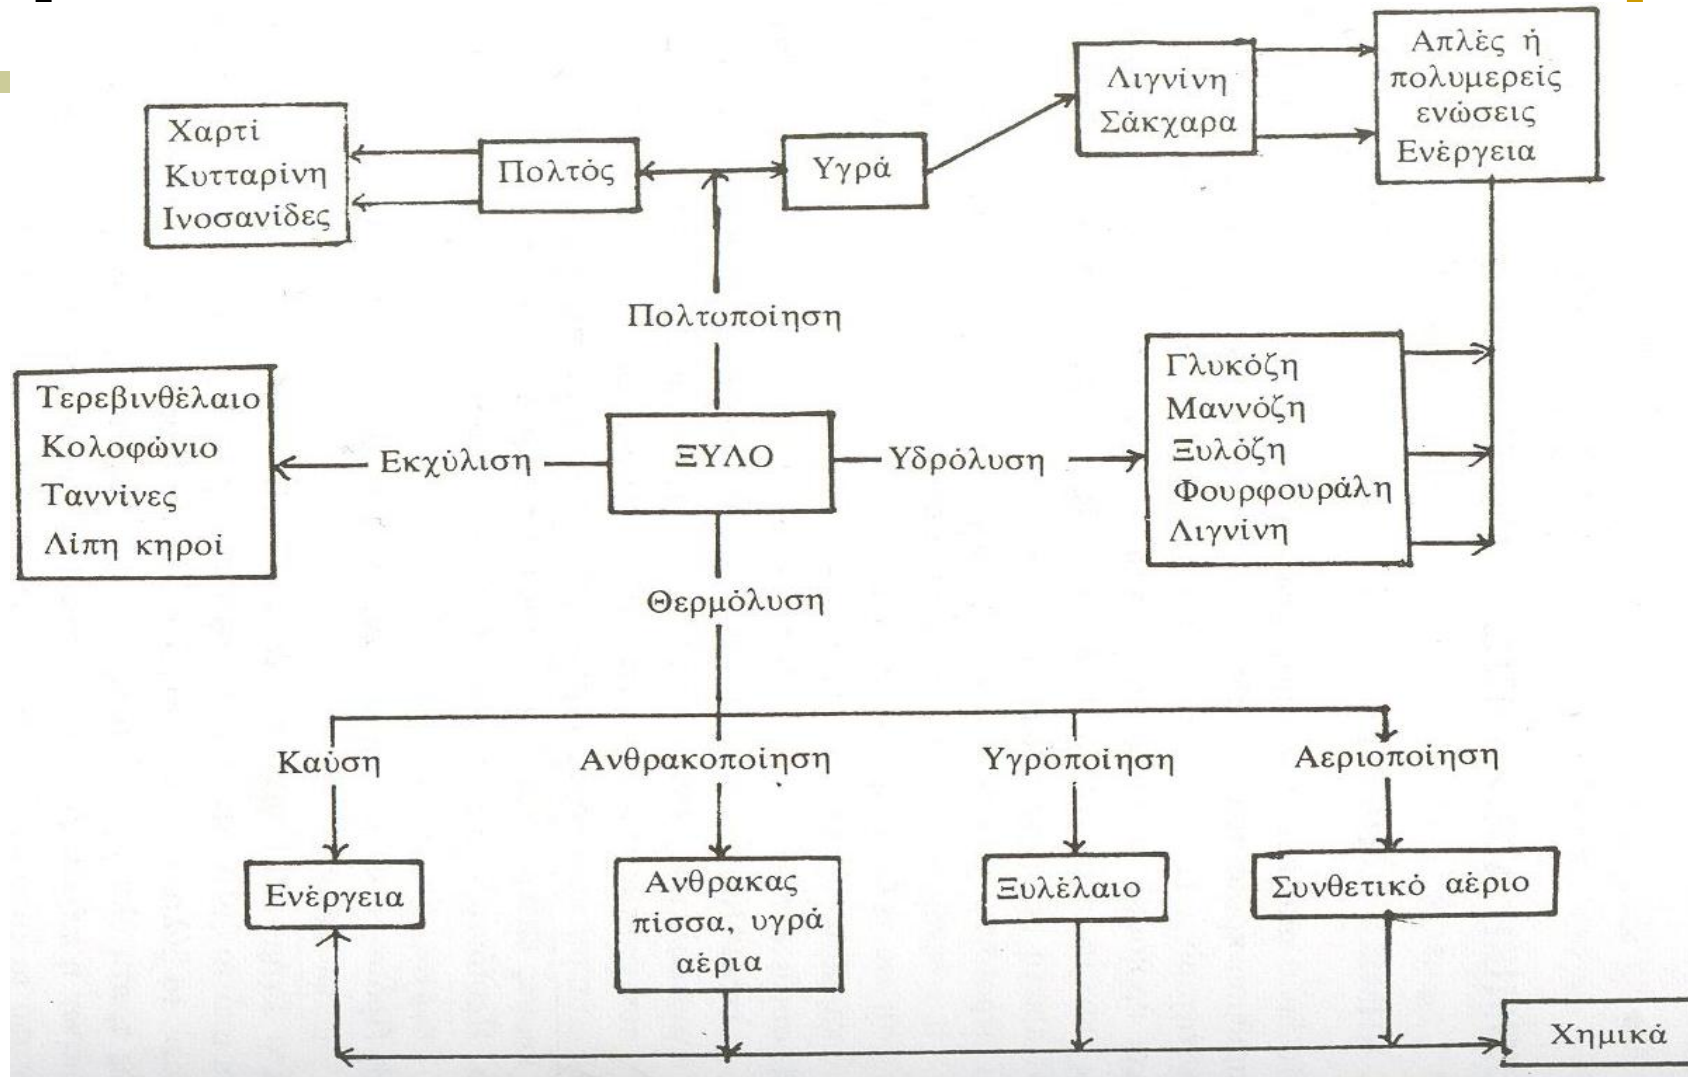 Απλές ή
πολυμερείς
ενώσεις
Ενέργεια
Λιγνίνη
Σάκχαρα
Χαρτί
Κυτταρίνη
Ινοσανίδες
Πολτός
Υγρά
Πολτοποίηση
Τερεβινθέλαιο
Κολοφώνιο
Ταννίνες
Λίπη κηροί
Εκχύλιση
ΞΥΛΟ
Υδρόλυση
Γλυκόζη
Μαννόζη
Ξυλόζη
Φουρφουράλη
Λιγνίνη
Θερμόλυση
Καύση
Ανθρακοποίηση
Υγροποίηση
Αεριοποίηση
Ενέργεια
Ανθρακας
πίσσα, υγρά
αέρια
Ξυλέλαιο
Συνθετικό αέριο
Χημικά